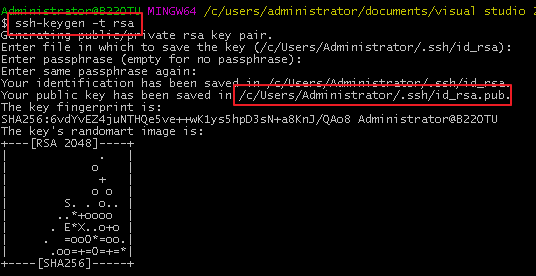 Administrator@B22OTU MINGW64 /c/users/administrator/documents/visual studio 2
$ ssh-keygen -t rsa
Generating public/private rsa key pair.
Enter file in which to save the key (/c/Users/Administrator/.ssh/id_rsa):
Enter passphrase (empty for no passphrase):
Enter same passphrase again:
Your identification has been saved in /c/Users/Administrator/.ssh/id_rsa.
Your public key has been saved in /c/Users/Administrator/.ssh/id_rsa.pub.
The key fingerprint is:
SHA256:6vdYvEZ4juNTHQe5ve++wK1ys5hpD3sN+a8KnJ/QAo8 Administrator@B22OTU
The key's randomart image is:
+---[RSA 2048]----+
|              .  |
|            o    |
|             +   |
|            o o  |
|        S. . o.. |
|       ..*+oooo  |
|      . E*X..o+o |
|     .  =ooO*=oo.|
|      .oo=+=O=+=*|
+----[SHA256]-----+